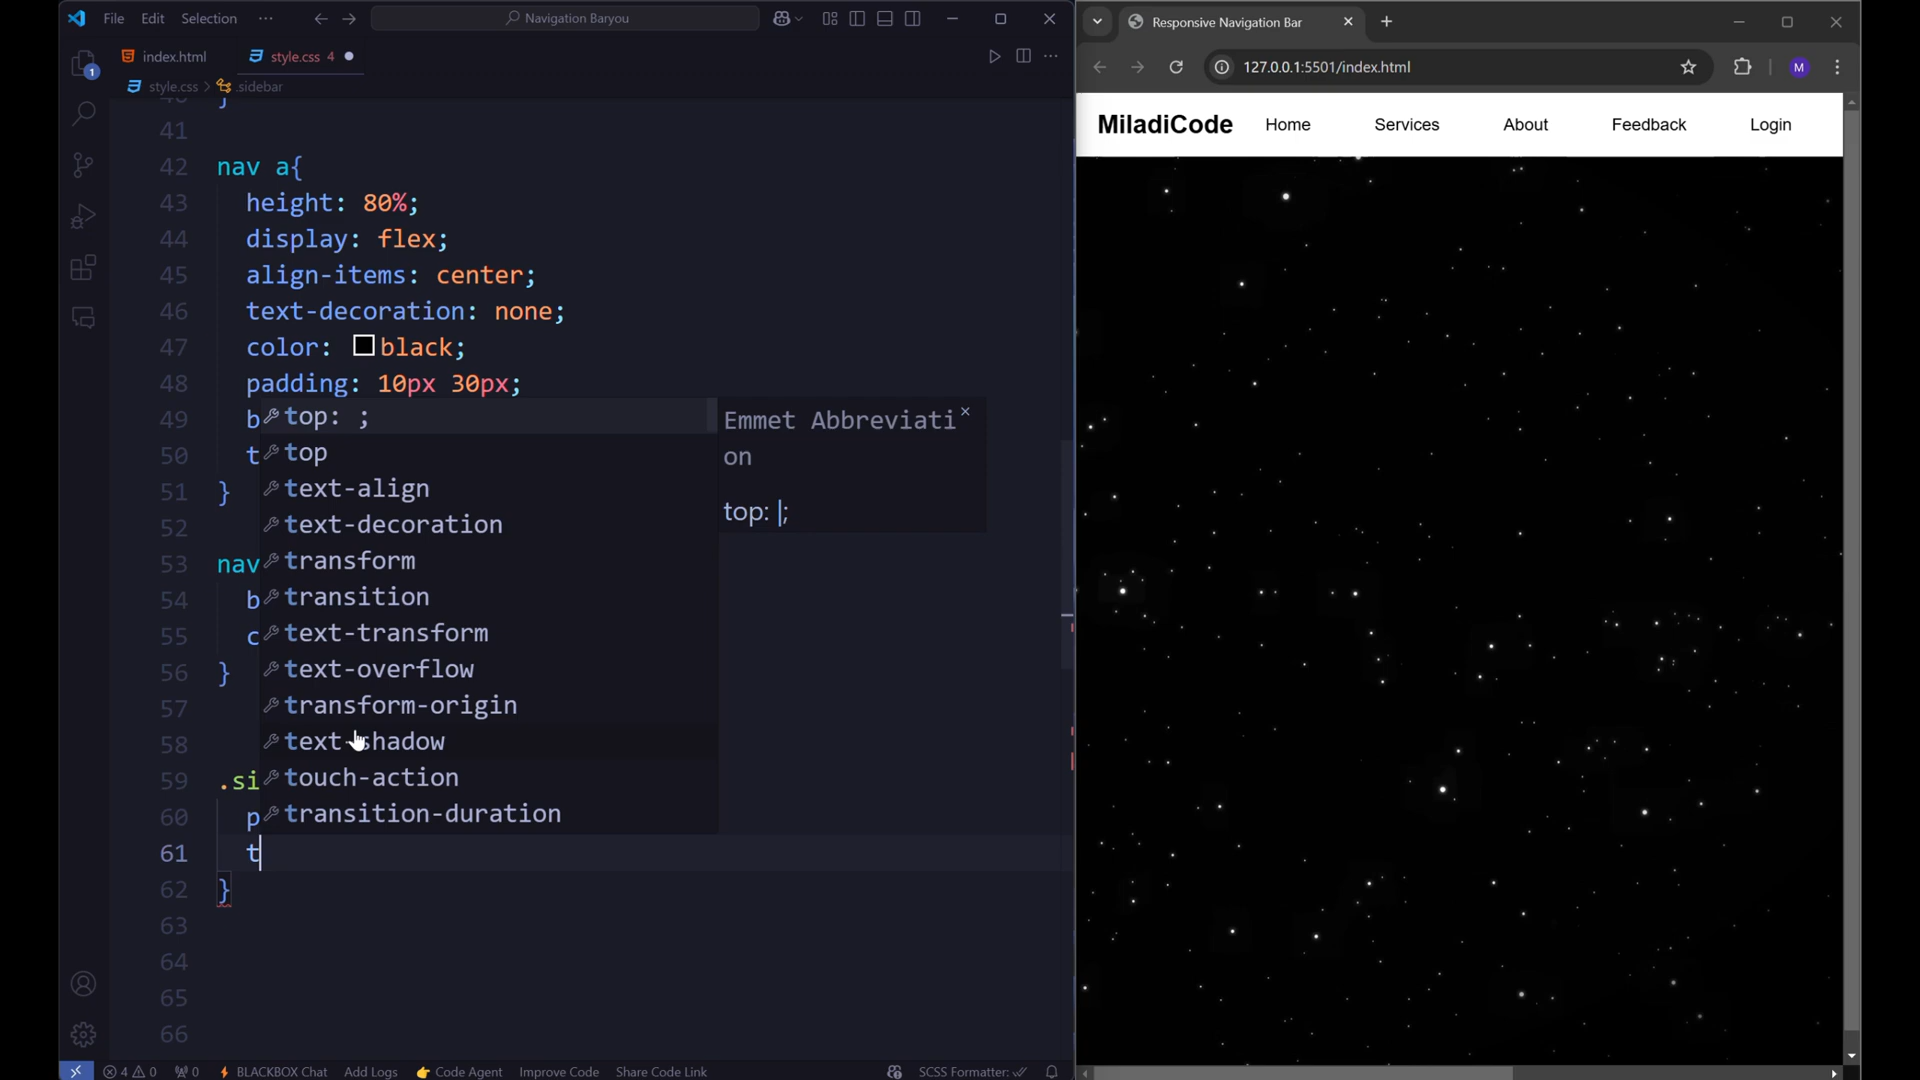 File Edit Selection ··· Navigation Baryou
index.html style.css 4
style.css > .sidebar
41
42 nav a{
43 height: 80%;
44 display: flex;
45 align-items: center;
46 text-decoration: none;
47 color: black;
48 padding: 10px 30px;
49 b
50 t
51 }
52
53 nav
54 b
55 c
56 }
57
58
59 .si
60 p
61 t
62 }
63
64
65
66
top: ;
top
text-align
text-decoration
transform
transition
text-transform
text-overflow
transform-origin
text-shadow
touch-action
transition-duration
Emmet Abbreviati
on
top: |;
4 0 0 BLACKBOX Chat Add Logs 👉 Code Agent Improve Code Share Code Link SCSS Formatter:
1
Responsive Navigation Bar
127.0.0.1:5501/index.html M
MiladiCode Home Services About Feedback Login